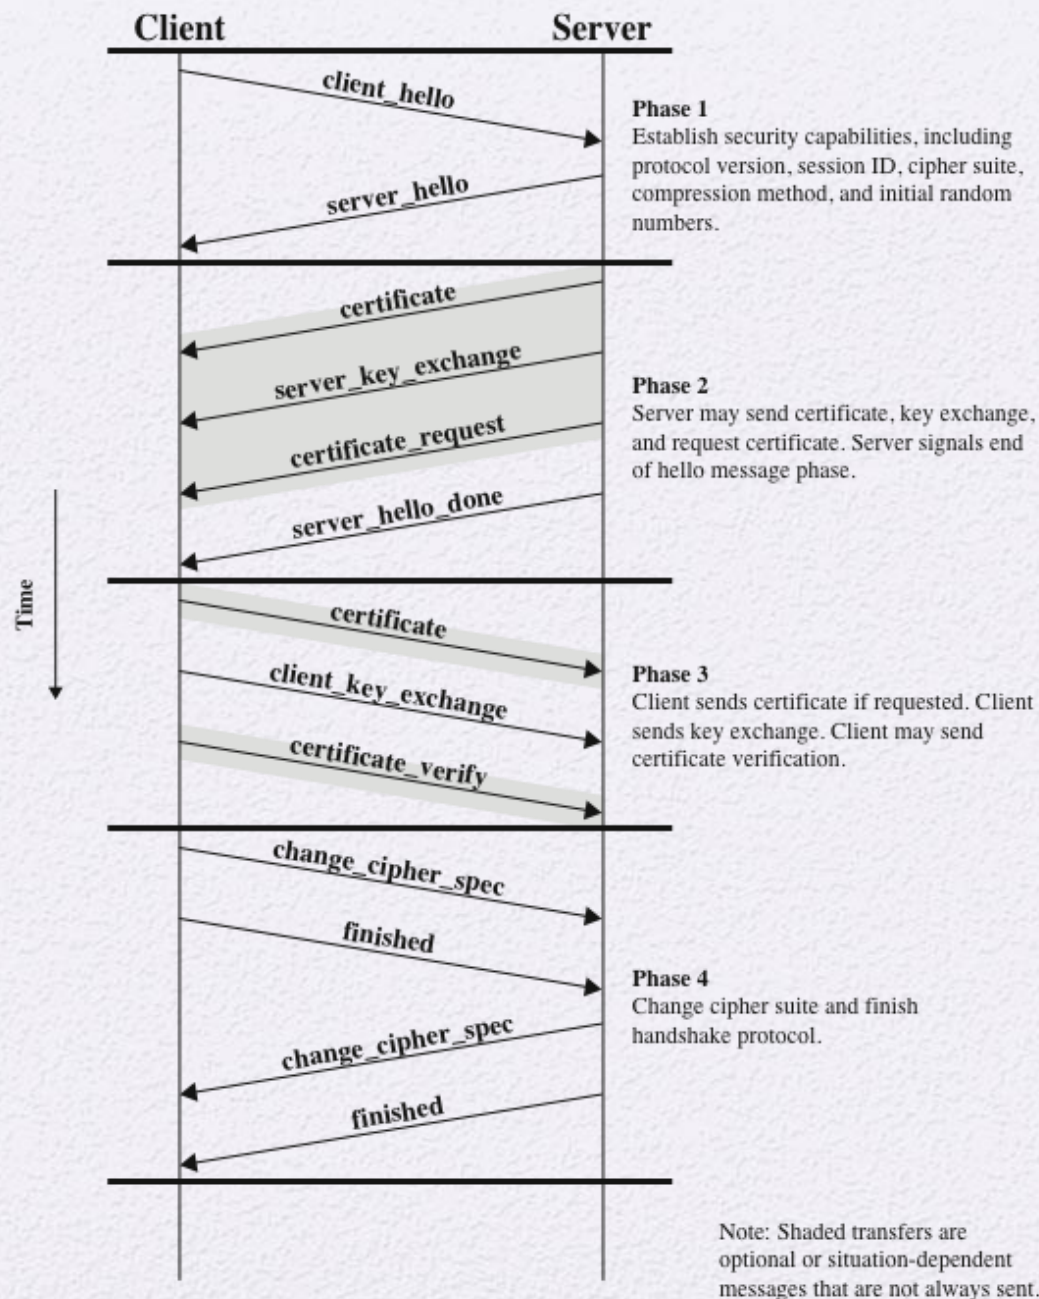 Client
Server
client_hello
server_hello
Phase 1
Establish security capabilities, including
protocol version, session ID, cipher suite,
compression method, and initial random
numbers.
certificate
server_key_exchange
certificate_request
server_hello_done
Phase 2
Server may send certificate, key exchange,
and request certificate. Server signals end
of hello message phase.
Time
certificate
client_key_exchange
certificate_verify
Phase 3
Client sends certificate if requested. Client
sends key exchange. Client may send
certificate verification.
change_cipher_spec
finished
change_cipher_spec
finished
Phase 4
Change cipher suite and finish
handshake protocol.
Note: Shaded transfers are
optional or situation-dependent
messages that are not always sent.